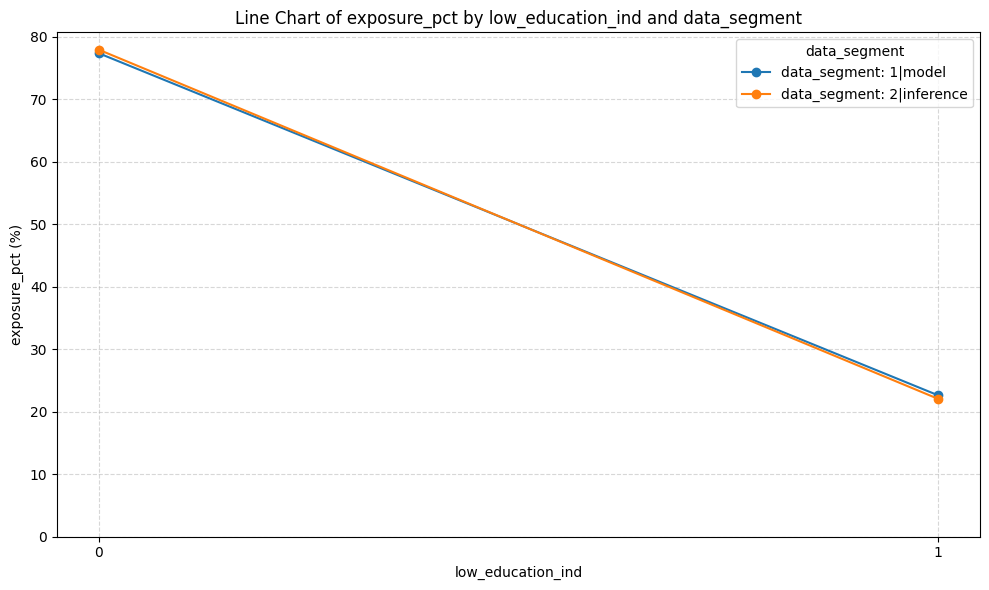 Line Chart of exposure_pct by low_education_ind and data_segment
data_segment
data_segment: 1|model
data_segment: 2|inference
exposure_pct (%)
80
70
60
50
40
30
20
10
0
0
1
low_education_ind